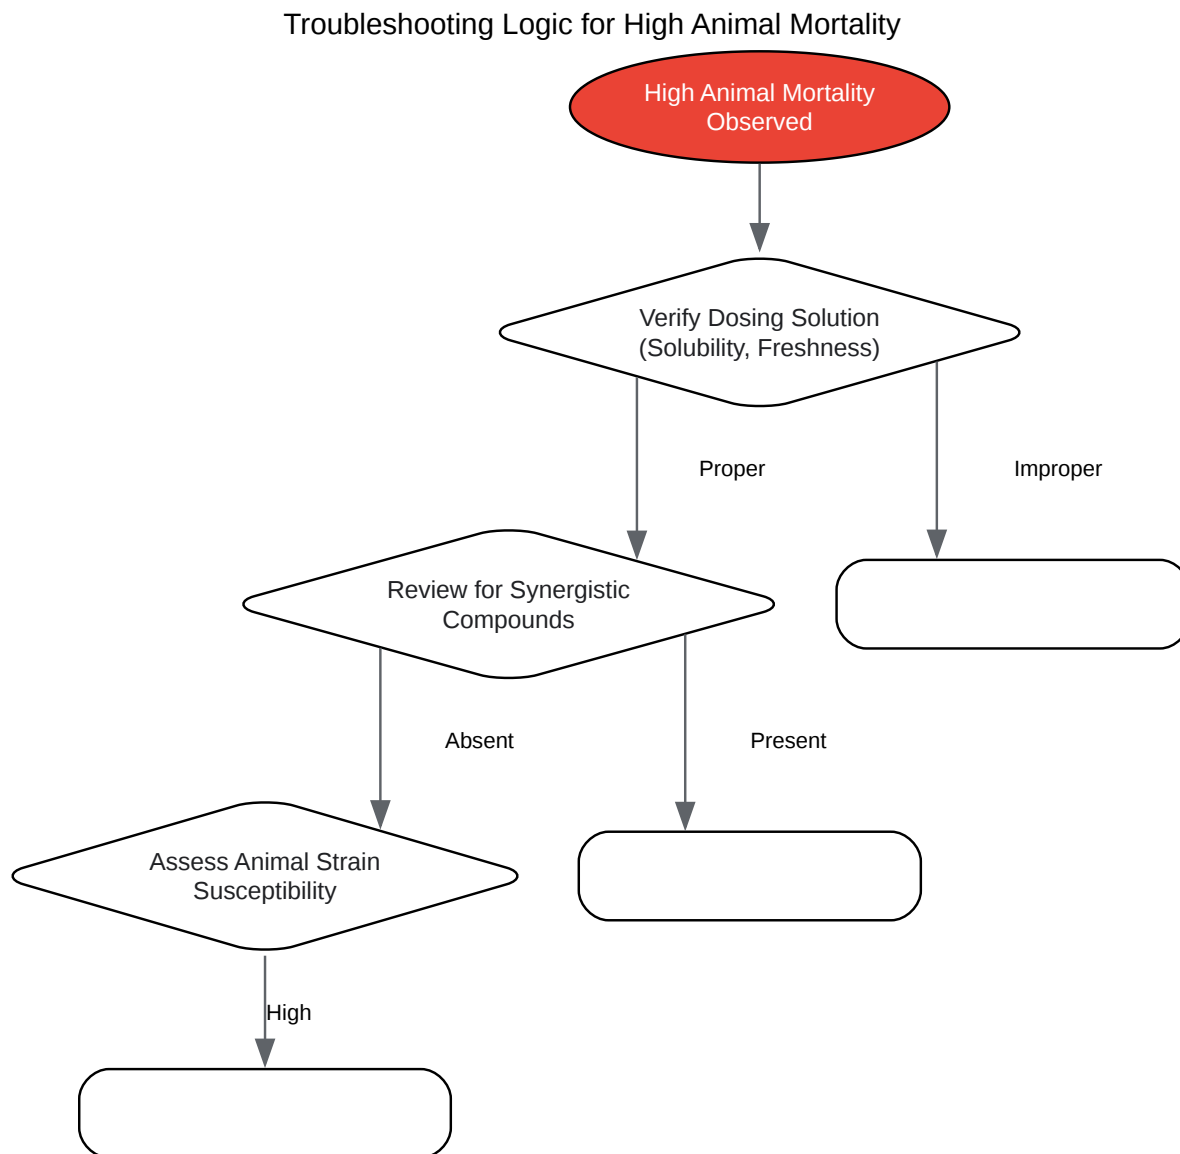 Troubleshooting Logic for High Animal Mortality
High Animal Mortality
Observed
Verify Dosing Solution
(Solubility, Freshness)
Proper
Improper
Review for Synergistic
Compounds
Absent
Present
Assess Animal Strain
Susceptibility
High